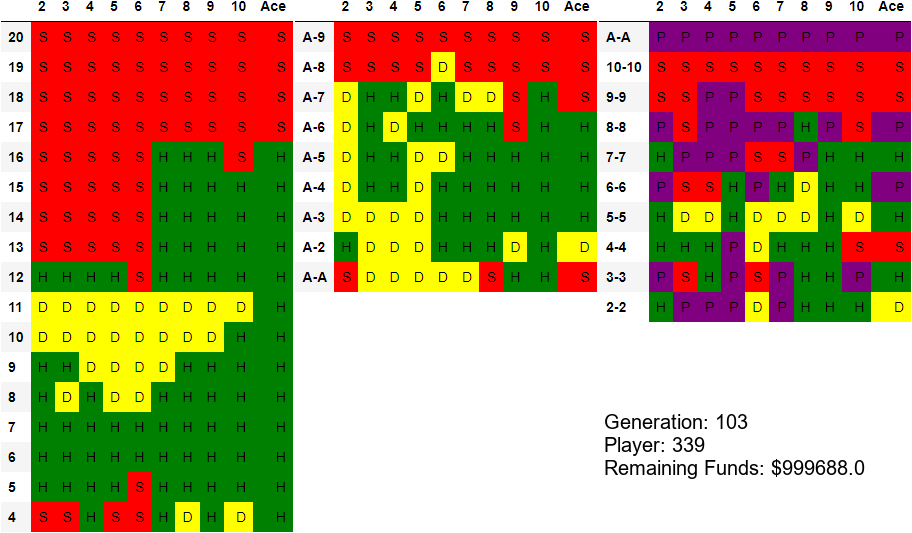 2 3 4 5 6 7 8 9 10 Ace
20 S S S S S S S S S S
19 S S S S S S S S S S
18 S S S S S S S S S S
17 S S S S S S S S S S
16 S S S S S H H H S H
15 S S S S S H H H H H
14 S S S S S H H H H H
13 S S S S S H H H H H
12 H H H H S H H H H H
11 D D D D D D D D D H
10 D D D D D D D D H H
9 H H D D D D H H H H
8 H D H D D H H H H H
7 H H H H H H H H H H
6 H H H H H H H H H H
5 H H H H S H H H H H
4 S S H S S H D H D H
2 3 4 5 6 7 8 9 10 Ace
A-9 S S S S S S S S S S
A-8 S S S S D S S S S S
A-7 D H H D H D D S H S
A-6 D H D H H H H S H H
A-5 D H H D D H H H H H
A-4 D H H D H H H H H H
A-3 D D D D H H H H H H
A-2 H D D D H H H D H D
A-A S D D D D D S H H S
2 3 4 5 6 7 8 9 10 Ace
A-A P P P P P P P P P P
10-10 S S S S S S S S S S
9-9 S S P P S S S S S S
8-8 P S P P P P H P S P
7-7 H P P P S S P H H H
6-6 P S S H P H D H H P
5-5 H D D H D D D H D H
4-4 H H H P D H H H S S
3-3 P S H P S P H H P H
2-2 H P P P D P H H H D
Generation: 103
Player: 339
Remaining Funds: $999688.0